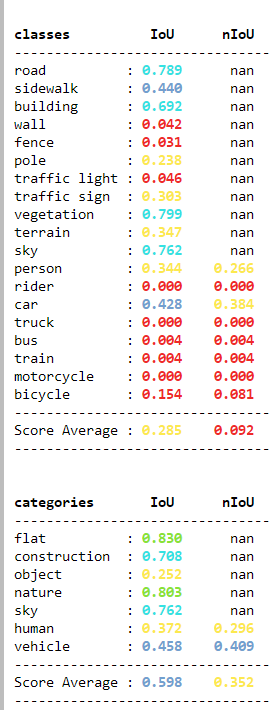 classes IoU nIoU
--------------------------------
road : 0.789 nan
sidewalk : 0.440 nan
building : 0.692 nan
wall : 0.042 nan
fence : 0.031 nan
pole : 0.238 nan
traffic light : 0.046 nan
traffic sign : 0.303 nan
vegetation : 0.799 nan
terrain : 0.347 nan
sky : 0.762 nan
person : 0.344 0.266
rider : 0.000 0.000
car : 0.428 0.384
truck : 0.000 0.000
bus : 0.004 0.004
train : 0.004 0.004
motorcycle : 0.000 0.000
bicycle : 0.154 0.081
--------------------------------
Score Average : 0.285 0.092
--------------------------------
categories IoU nIoU
--------------------------------
flat : 0.830 nan
construction : 0.708 nan
object : 0.252 nan
nature : 0.803 nan
sky : 0.762 nan
human : 0.372 0.296
vehicle : 0.458 0.409
--------------------------------
Score Average : 0.598 0.352
--------------------------------